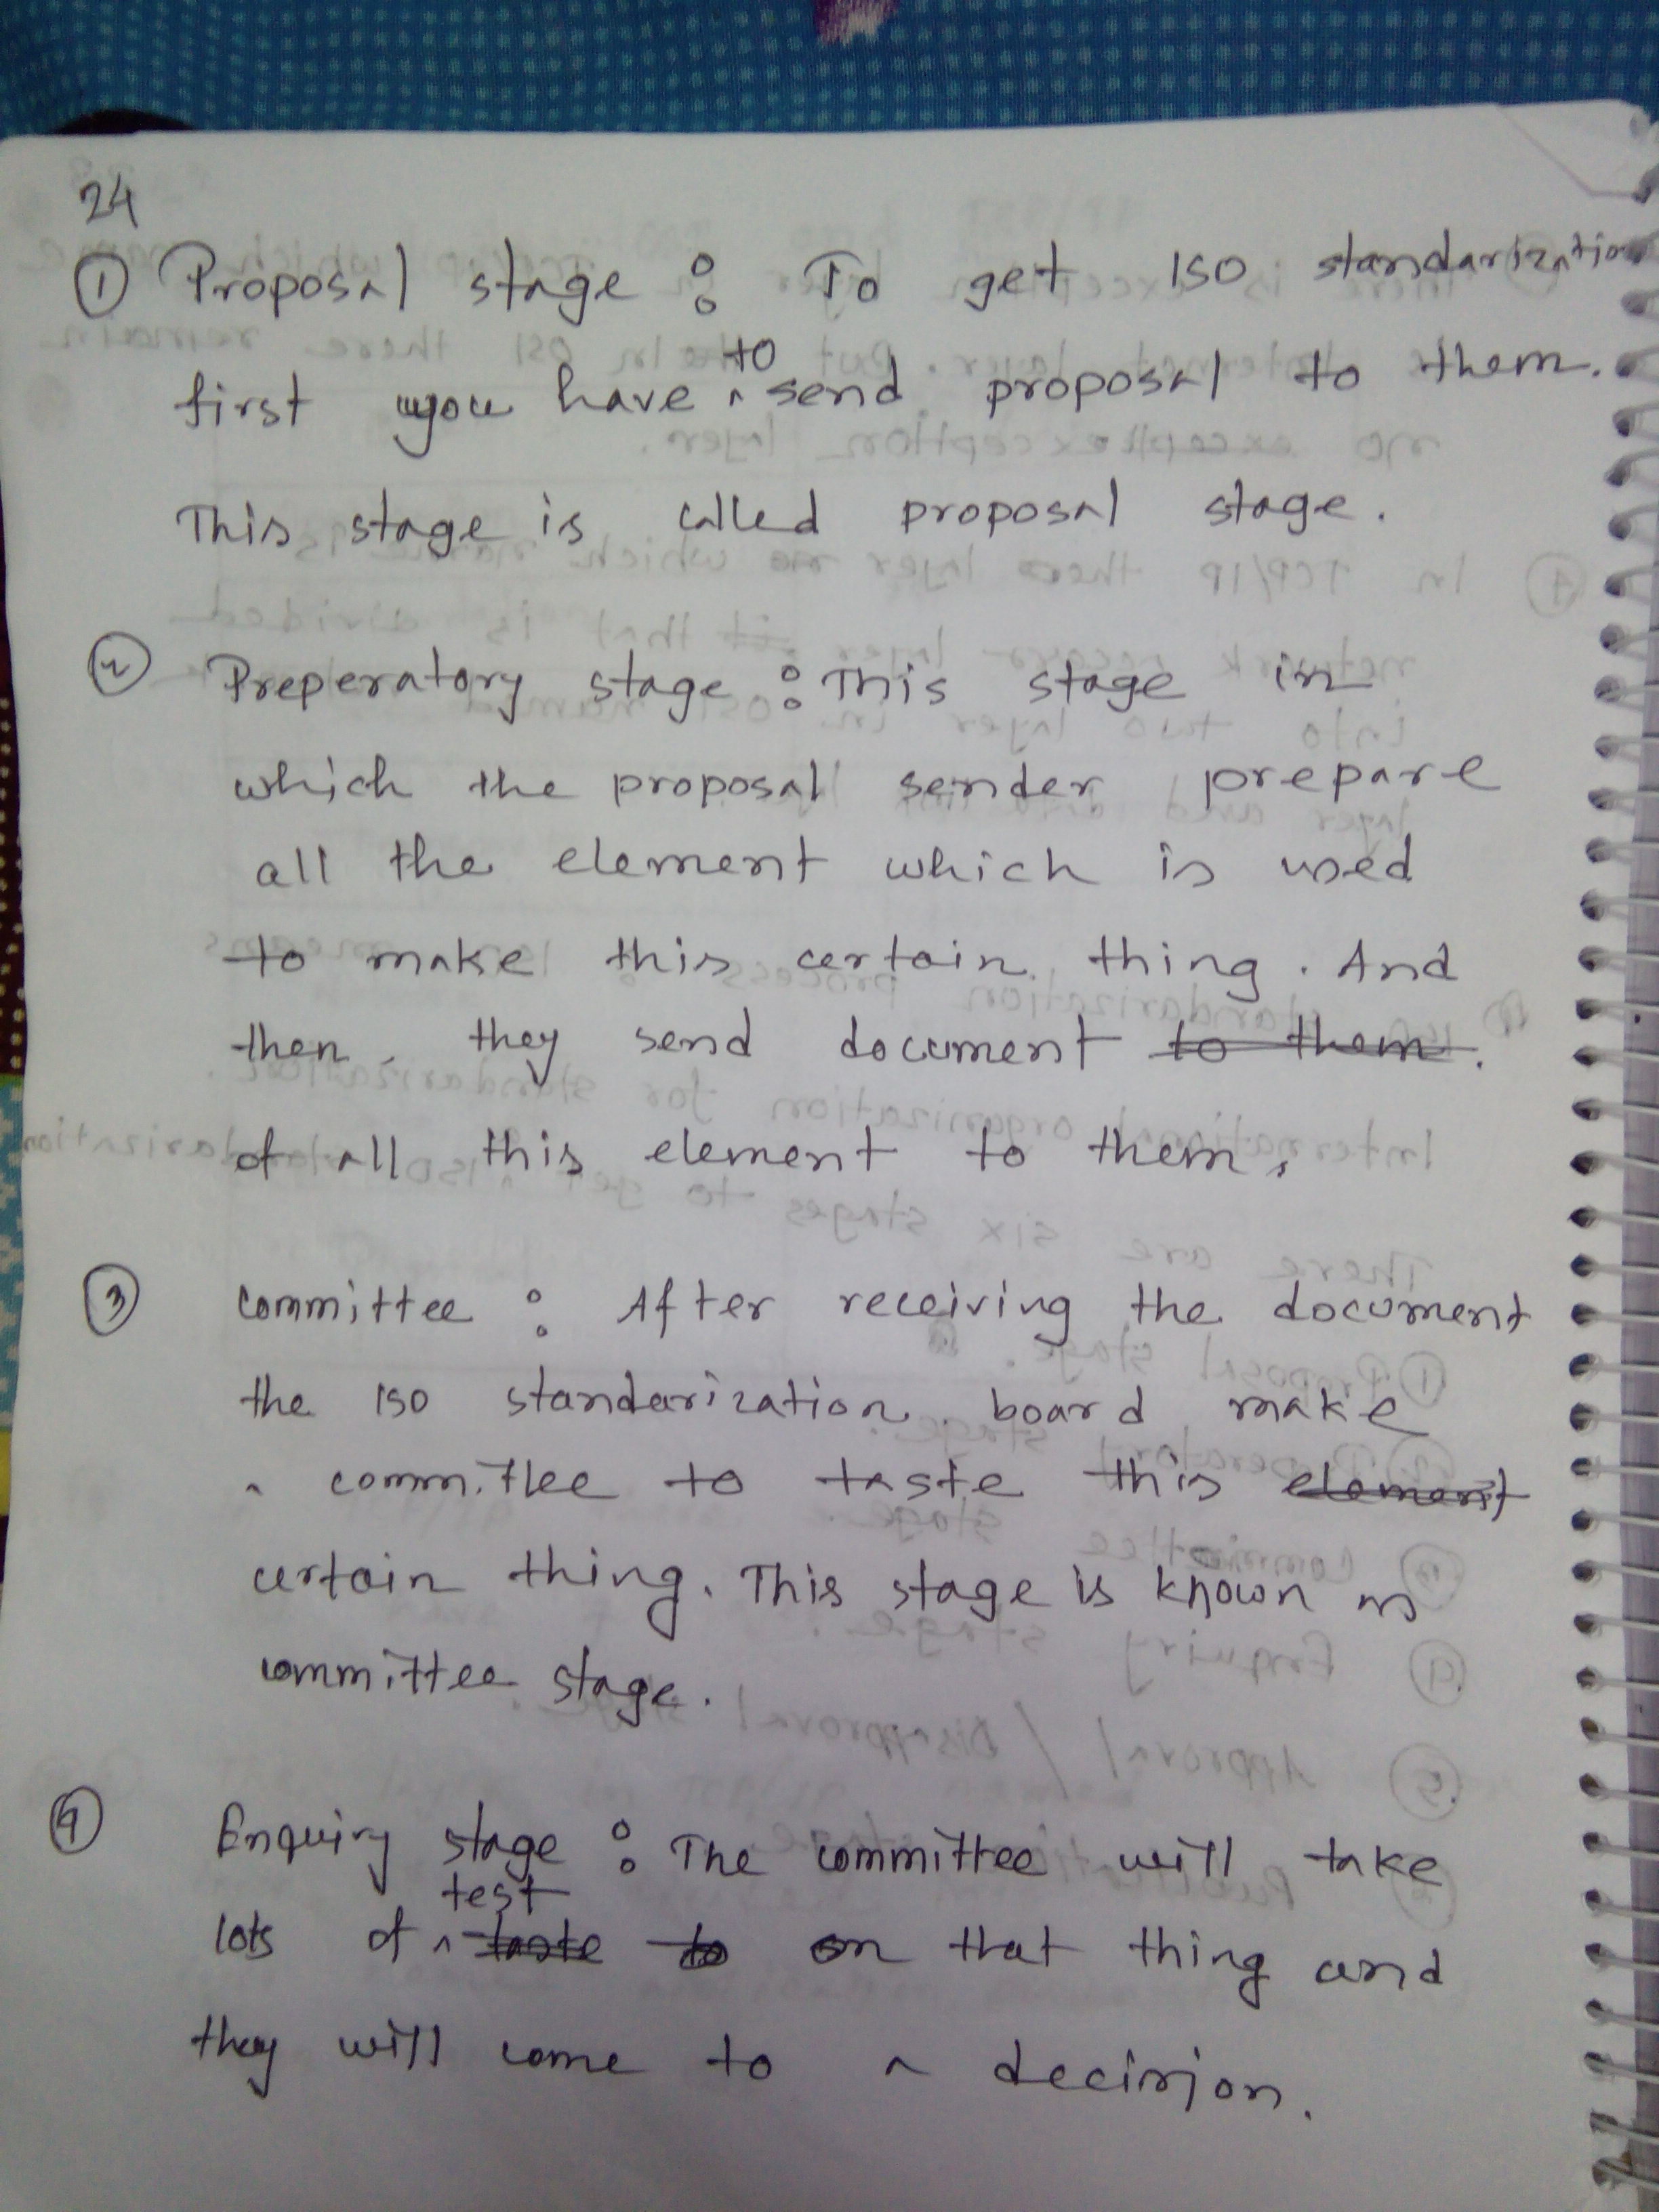 24
① Proposal stage : To get ISO standarization
first you have to send proposal to them.
This stage is called proposal stage.
② Preperatory stage : This stage in
which the proposal sender prepare
all the element which is used
to make this certain thing. And
then they send document to them.
of all this element to them.
③ Committee : After receiving the document
the ISO standarization board make
a committee to taste this element
certain thing. This stage is known as
committee stage.
④ Enquiry stage : The committee will take
test
lots of taste to on that thing and
they will come to a decision.